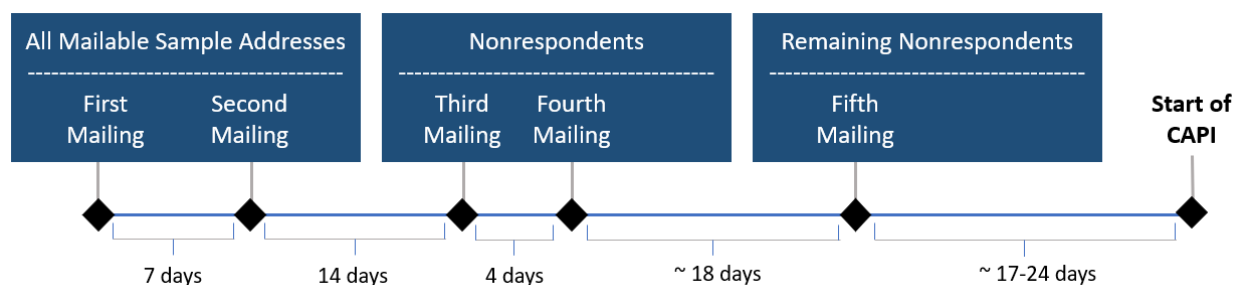 All Mailable Sample Addresses
----------------------------------------
First
Mailing
Second
Mailing
Nonrespondents
----------------------------------------
Third
Mailing
Fourth
Mailing
Remaining Nonrespondents
----------------------------------------
Fifth
Mailing
Start of
CAPI
7 days
14 days
4 days
~ 18 days
~ 17-24 days